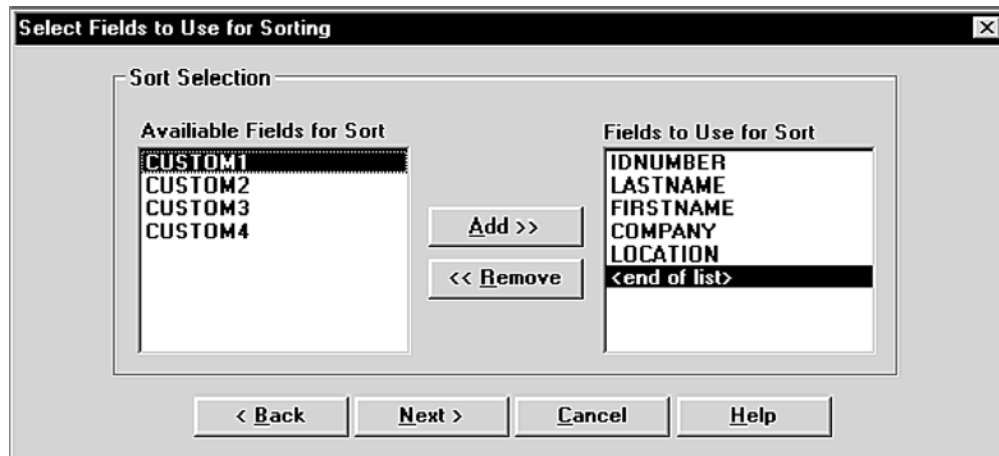 Select Fields to Use for Sorting
Sort Selection
Availiable Fields for Sort
CUSTOM1
CUSTOM2
CUSTOM3
CUSTOM4
Add >>
<< Remove
Fields to Use for Sort
IDNUMBER
LASTNAME
FIRSTNAME
COMPANY
LOCATION
<end of list>
< Back
Next >
Cancel
Help